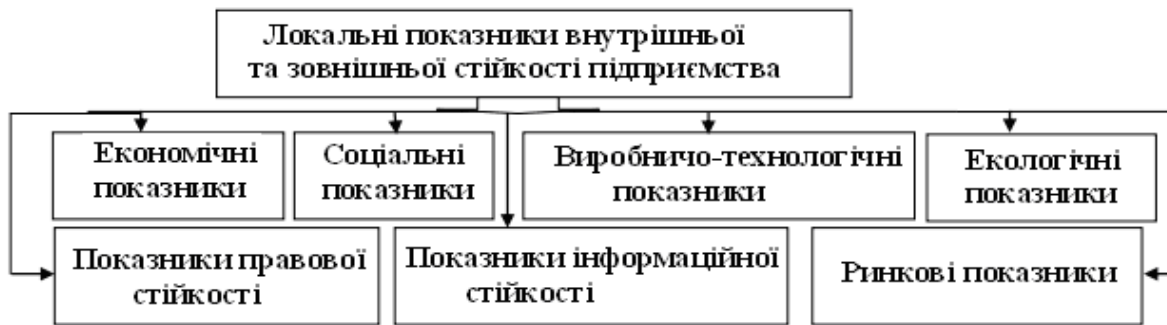 Локальні показники внутрішньої
та зовнішньої стійкості підприємства
Економічні
показники
Соціальні
показники
Виробничо-технологічні
показники
Екологічні
показники
Показники правової
стійкості
Показники інформаційної
стійкості
Ринкові показники